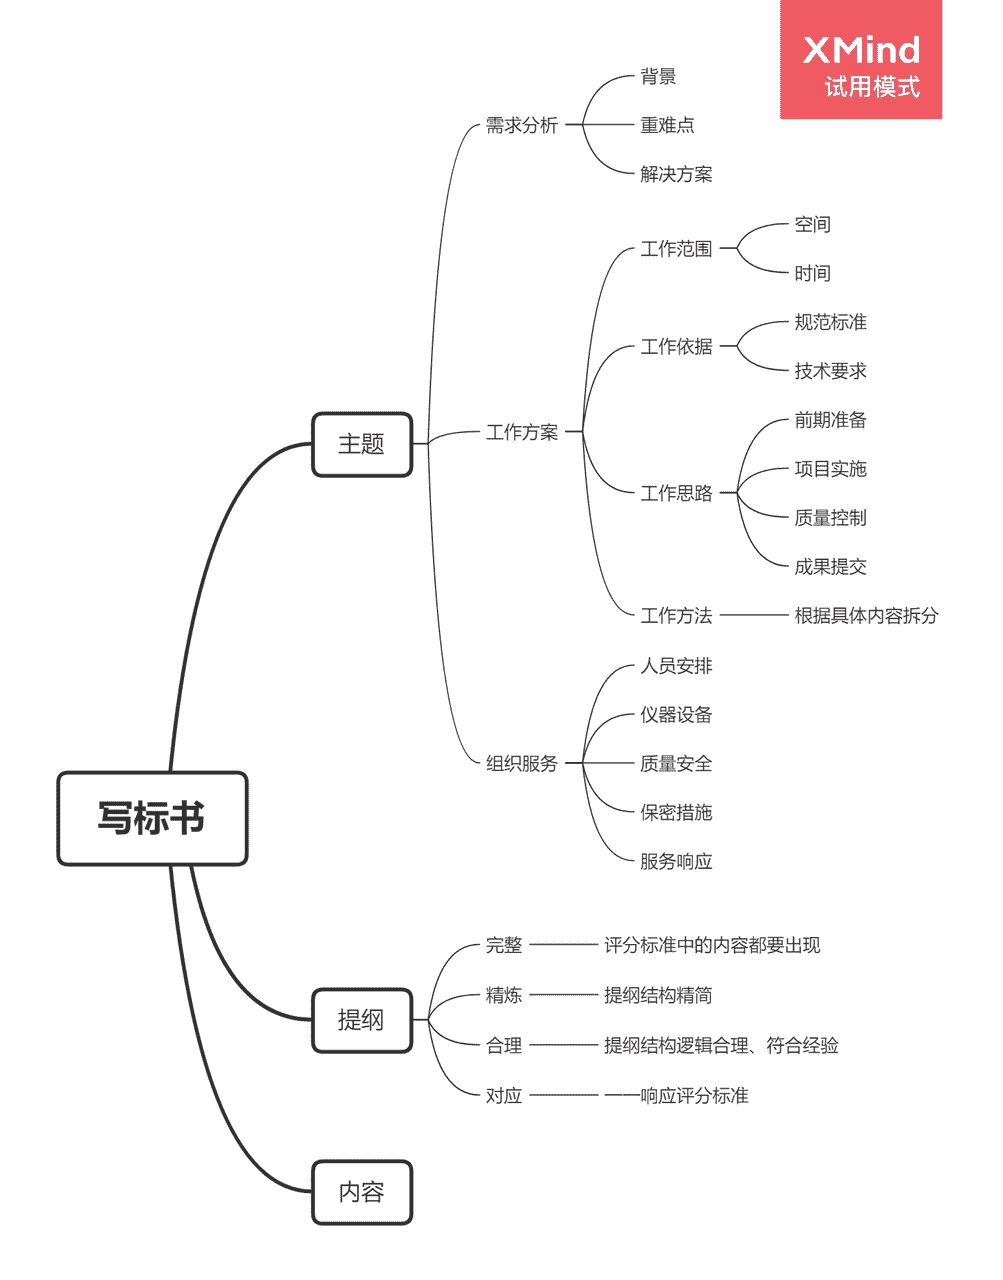 XMind
试用模式
写标书
主题
需求分析
背景
重难点
解决方案
工作方案
工作范围
空间
时间
工作依据
规范标准
技术要求
工作思路
前期准备
项目实施
质量控制
成果提交
工作方法
根据具体内容拆分
组织服务
人员安排
仪器设备
质量安全
保密措施
服务响应
提纲
完整
评分标准中的内容都要出现
精炼
提纲结构精简
合理
提纲结构逻辑合理、符合经验
对应
一一响应评分标准
内容